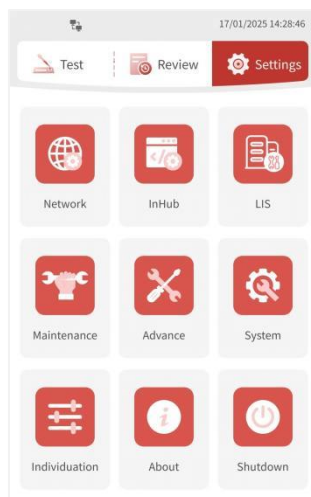 17/01/2025 14:28:46
Test Review Settings
Network InHub LIS
Maintenance Advance System
Individuation About Shutdown